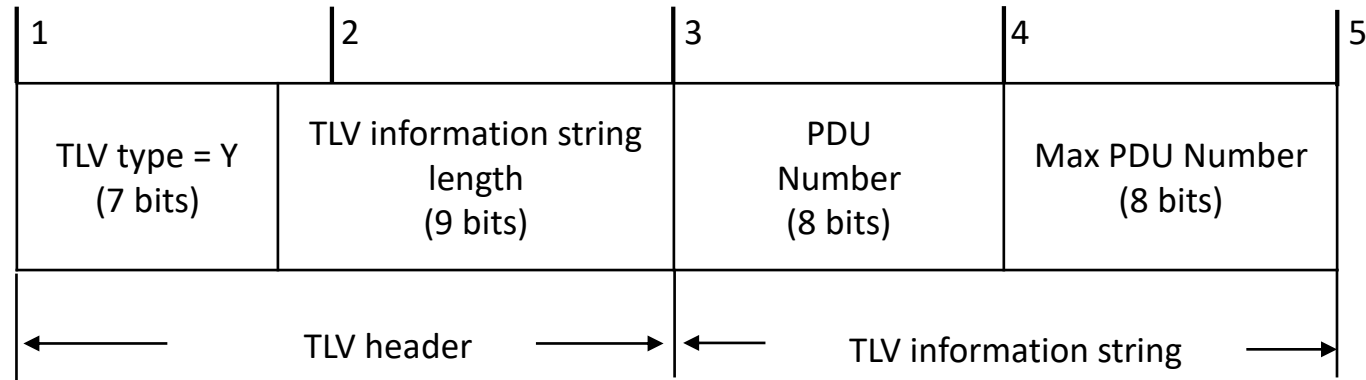 1
2
3
4
5
TLV type = Y
(7 bits)
TLV information string
length
(9 bits)
PDU
Number
(8 bits)
Max PDU Number
(8 bits)
TLV header
TLV information string